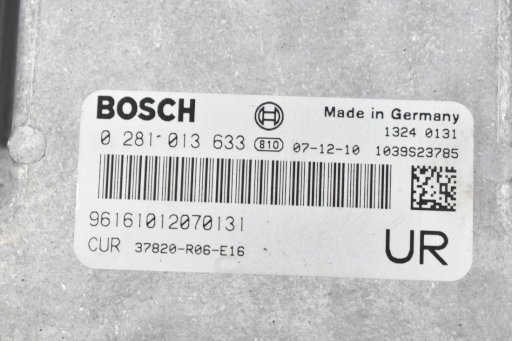 BOSCH Made in Germany
1324 0131
0 281 013 633 810 07-12-10 1039S23785
96161012070131
CUR 37820-R06-E16 UR